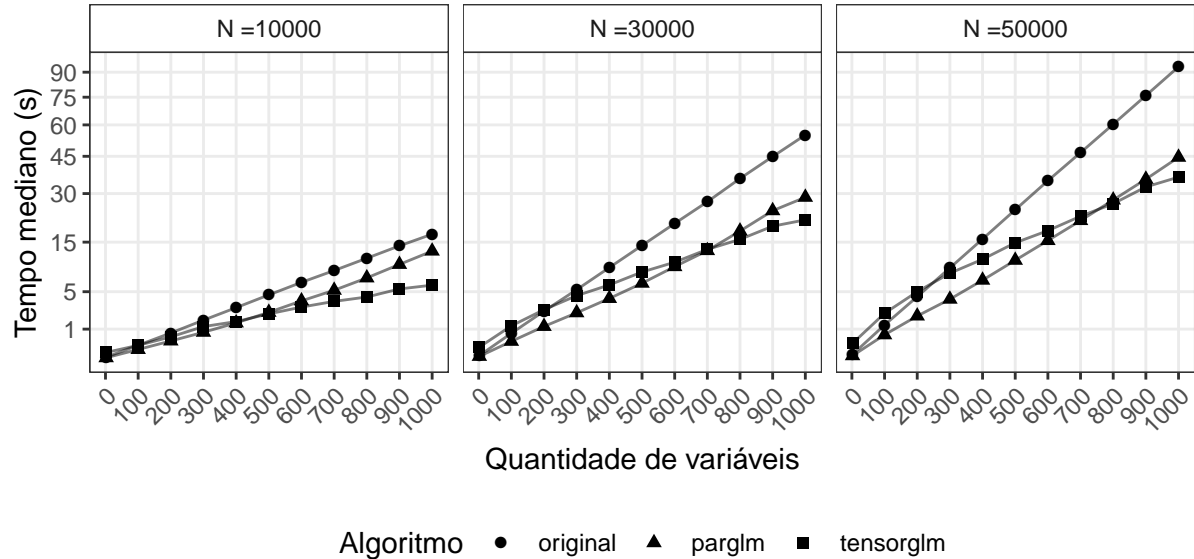 N =10000
N =30000
N =50000
Tempo mediano (s)
90
75
60
45
30
15
5
1
0 100 200 300 400 500 600 700 800 900 1000
0 100 200 300 400 500 600 700 800 900 1000
0 100 200 300 400 500 600 700 800 900 1000
Quantidade de variáveis
Algoritmo original parglm tensorglm